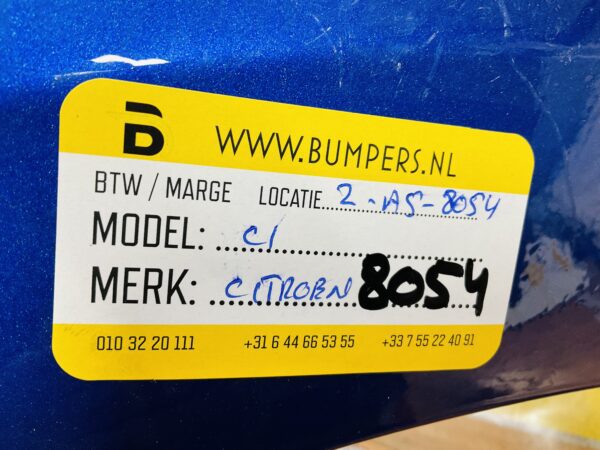 B WWW.BUMPERS.NL
BTW / MARGE LOCATIE 2-A5-8054
MODEL: C1
MERK: CITROEN 8054
010 32 20 111 +31 6 44 66 53 55 +33 7 55 22 40 91